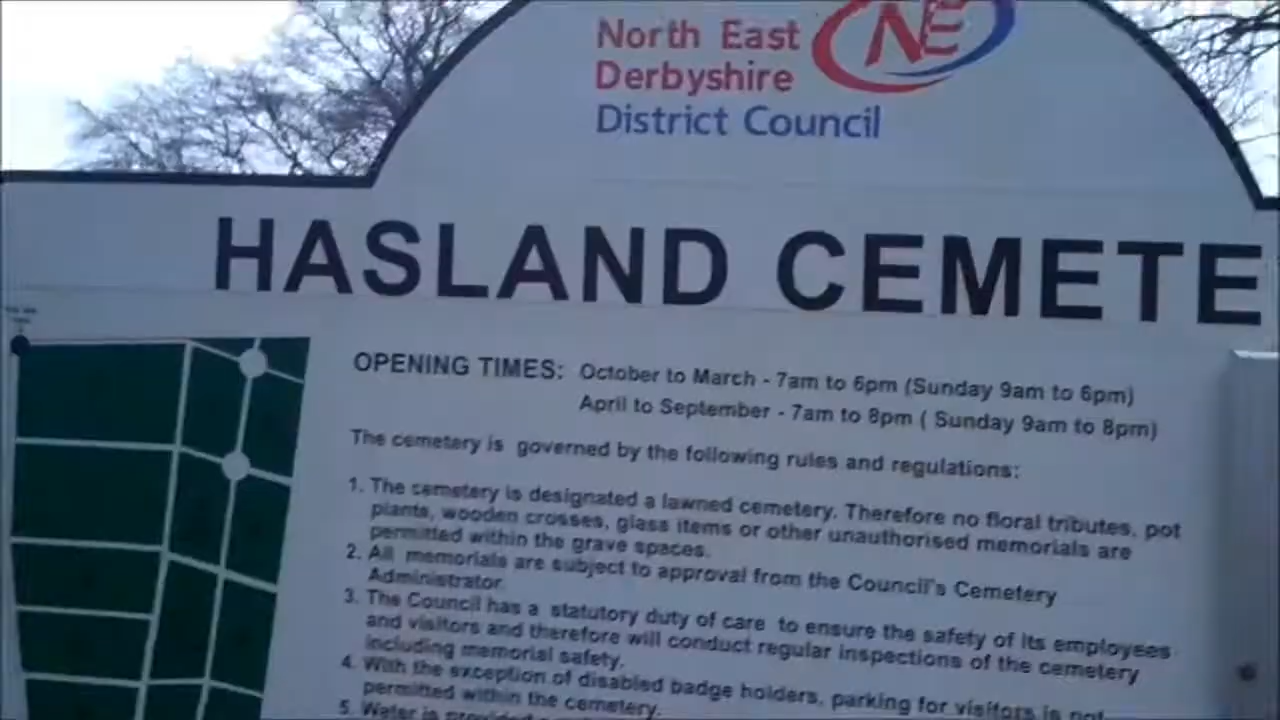 NE
North East
Derbyshire
District Council
HASLAND CEMETE
OPENING TIMES: October to March - 7am to 6pm (Sunday 9am to 6pm)
April to September - 7am to 8pm ( Sunday 9am to 8pm)
The cemetery is governed by the following rules and regulations:
1. The cemetery is designated a lawned cemetery. Therefore no floral tributes, pot
plants, wooden crosses, glass items or other unauthorised memorials are
permitted within the grave spaces.
2. All memorials are subject to approval from the Council's Cemetery
Administrator.
3. The Council has a statutory duty of care to ensure the safety of its employees
and visitors and therefore will conduct regular inspections of the cemetery
including memorial safety.
4. With the exception of disabled badge holders, parking for visitors is not
permitted within the cemetery.
5. Water is provided